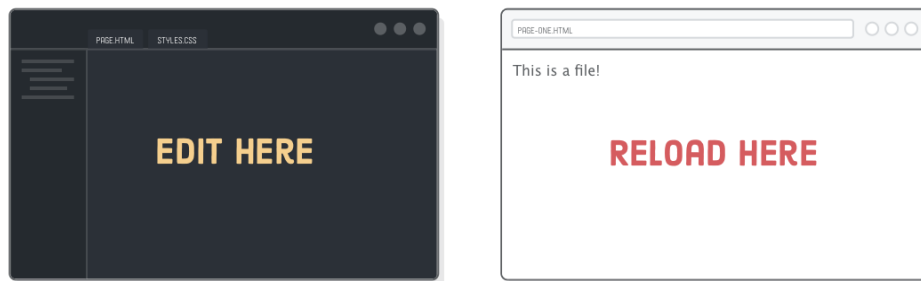 PAGE.HTML STYLES.CSS
EDIT HERE
PAGE-ONE.HTML
This is a file!
RELOAD HERE